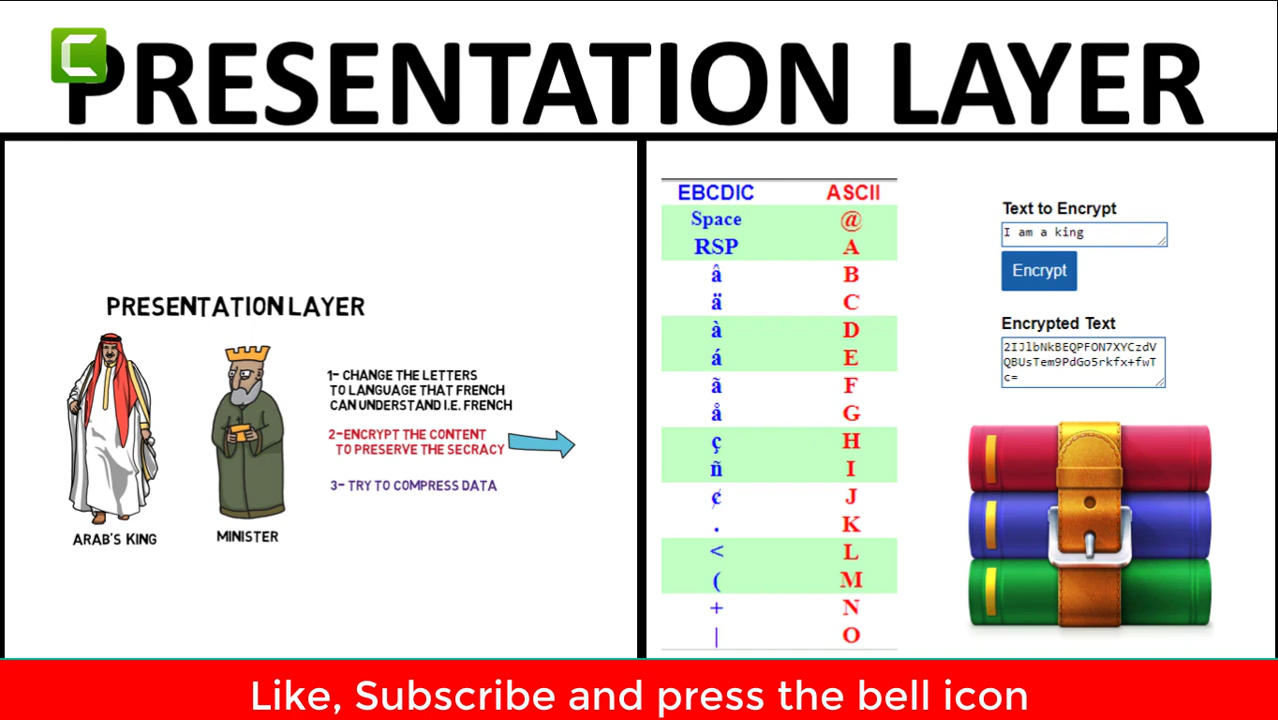 PRESENTATION LAYER
PRESENTATION LAYER
1- CHANGE THE LETTERS
TO LANGUAGE THAT FRENCH
CAN UNDERSTAND I.E. FRENCH
2-ENCRYPT THE CONTENT
TO PRESERVE THE SECRACY
3- TRY TO COMPRESS DATA
ARAB'S KING
MINISTER
EBCDIC ASCII
Space @
RSP A
â B
ä C
à D
á E
ã F
å G
ç H
ñ I
¢ J
. K
< L
( M
+ N
| O
Text to Encrypt
I am a king
Encrypt
Encrypted Text
2IJlbNkBEQPFON7XYCzdV
QBUsTem9PdGo5rkfx+fwT
c=
Like, Subscribe and press the bell icon